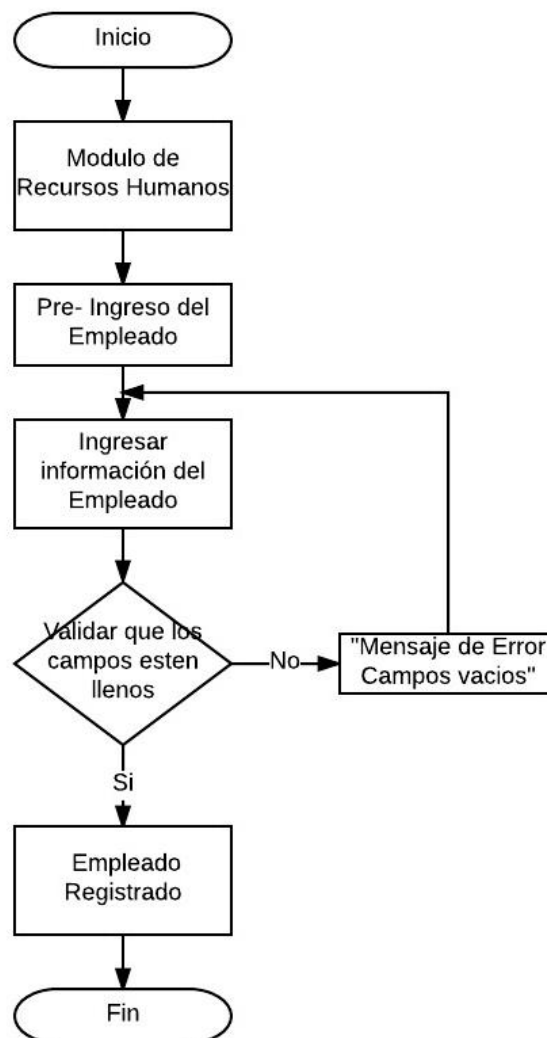 Inicio
Modulo de
Recursos Humanos
Pre- Ingreso del
Empleado
Ingresar
información del
Empleado
Validar que los
campos esten
llenos
No
"Mensaje de Error
Campos vacios"
Si
Empleado
Registrado
Fin